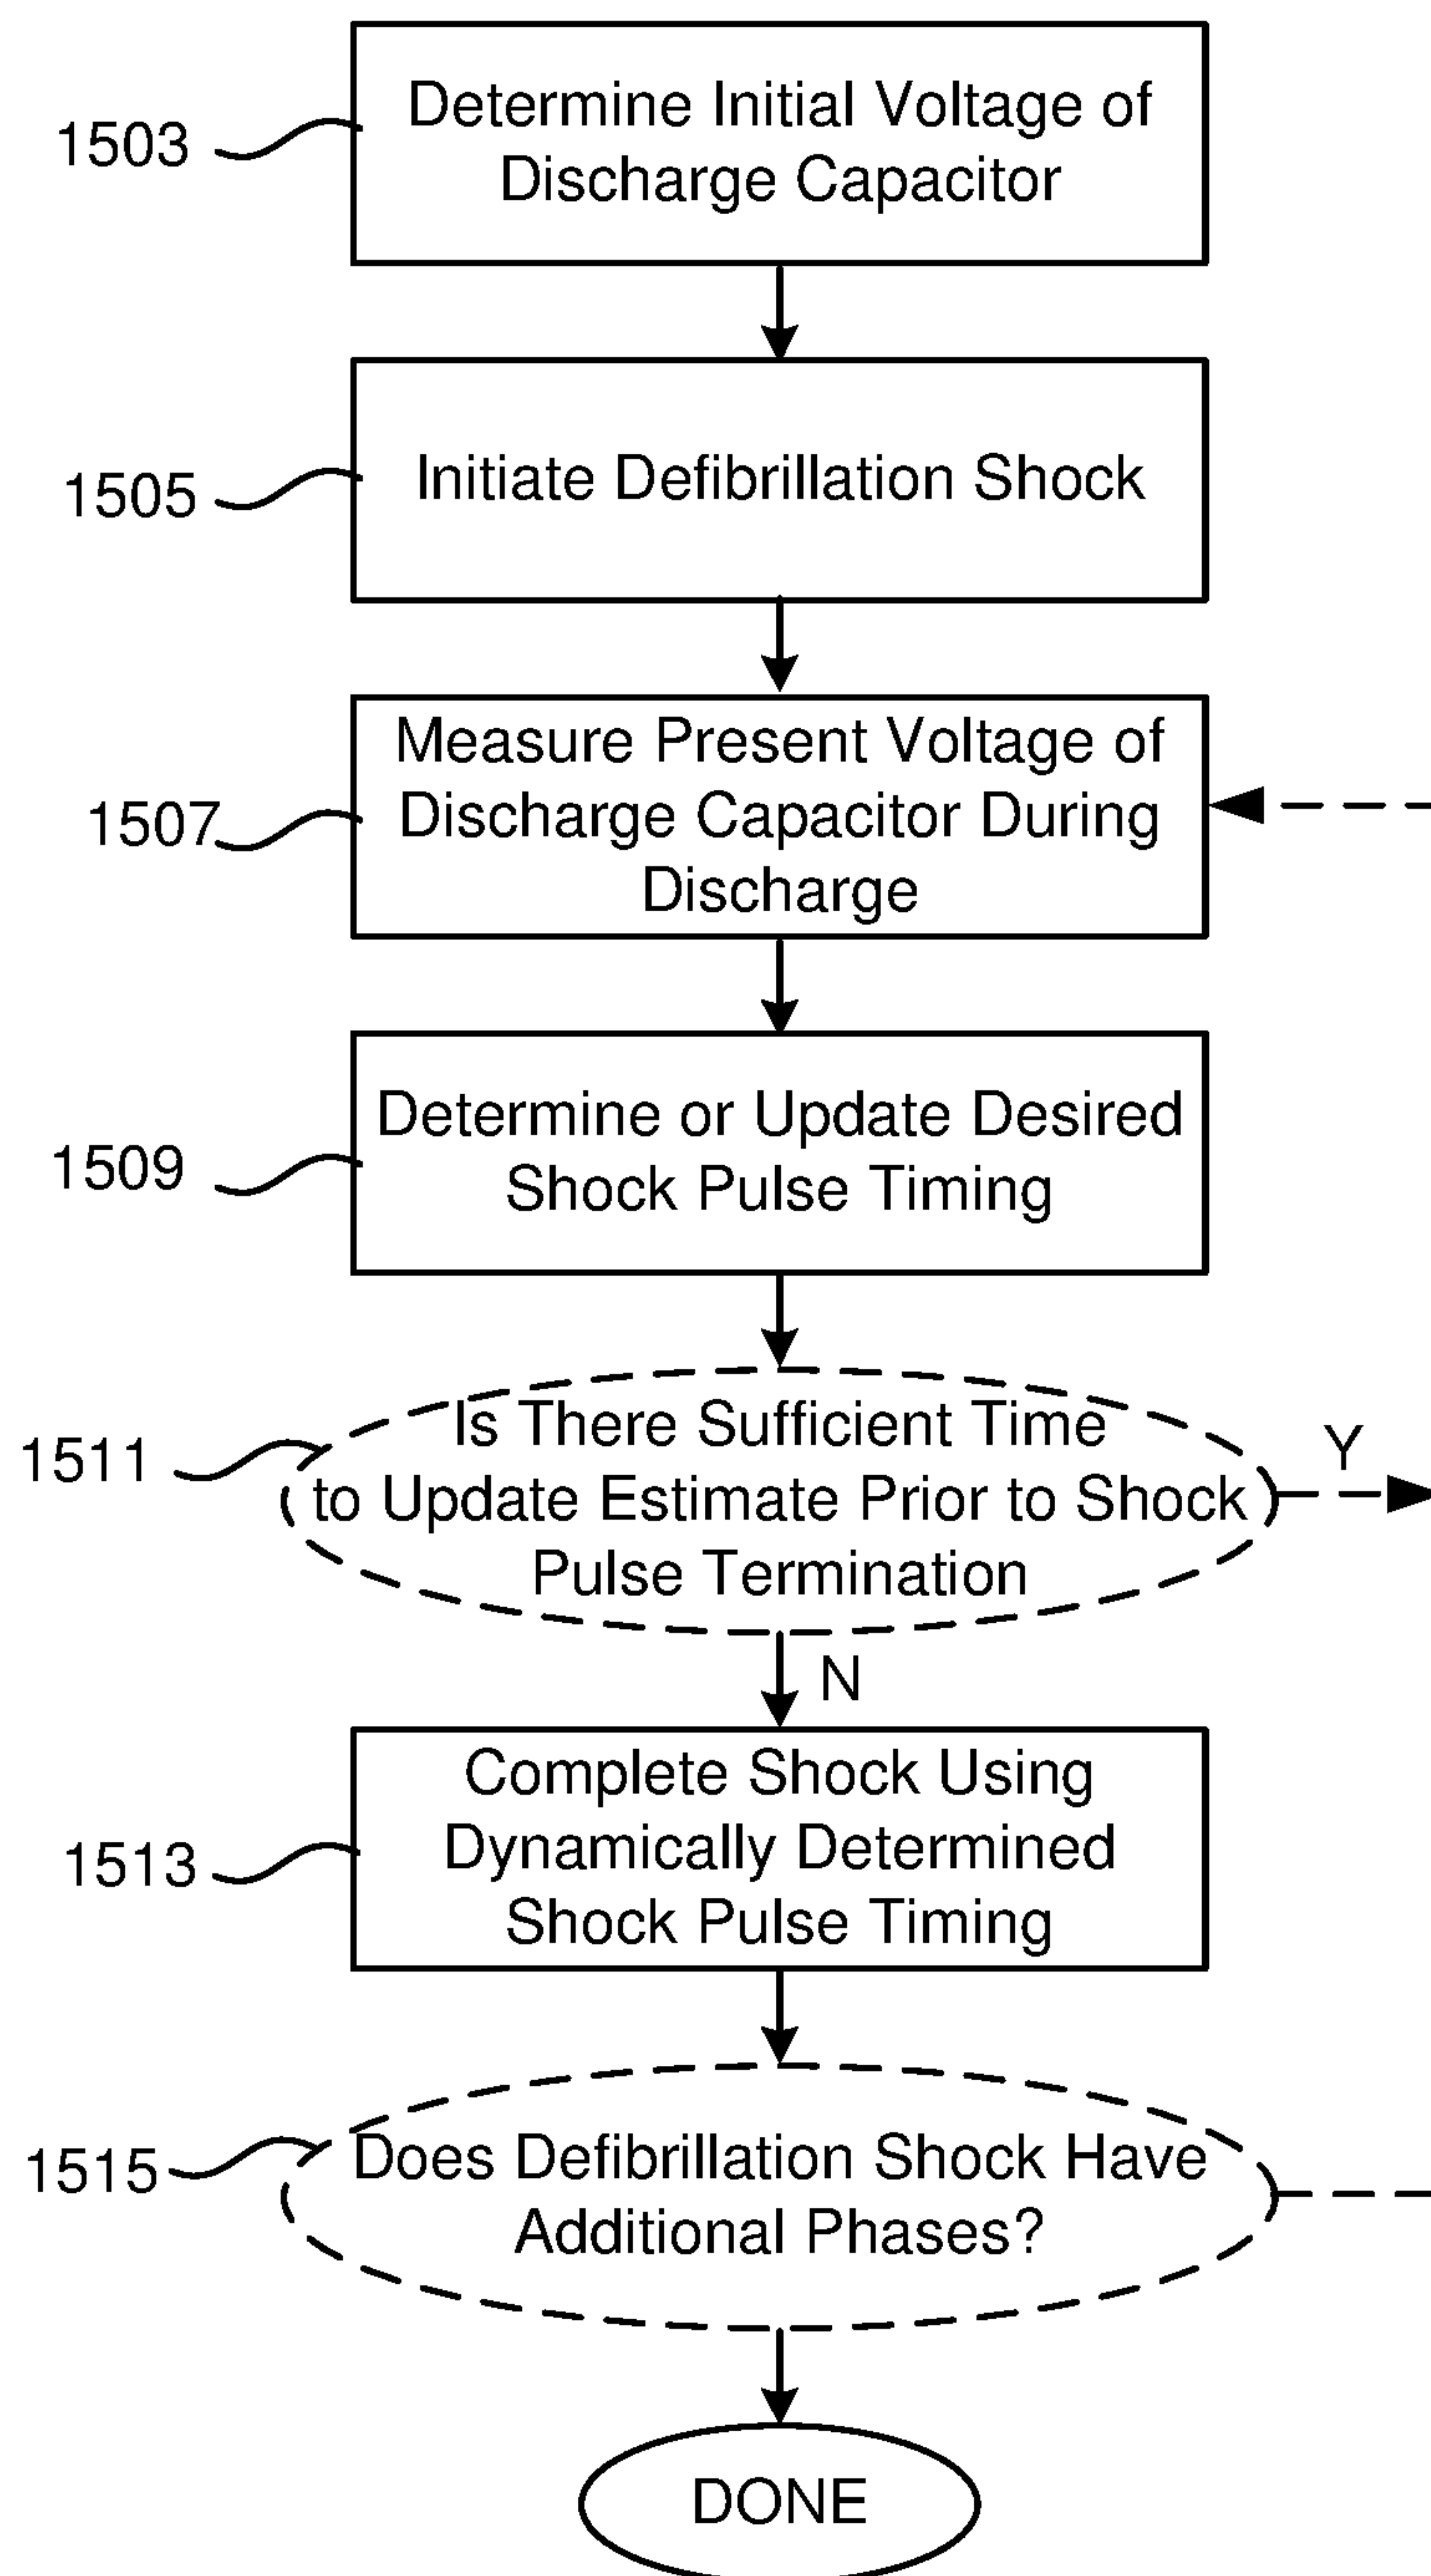 1503
Determine Initial Voltage of
Discharge Capacitor
1505
Initiate Defibrillation Shock
1507
Measure Present Voltage of
Discharge Capacitor During
Discharge
1509
Determine or Update Desired
Shock Pulse Timing
1511
Is There Sufficient Time
to Update Estimate Prior to Shock
Pulse Termination
Y
N
1513
Complete Shock Using
Dynamically Determined
Shock Pulse Timing
1515
Does Defibrillation Shock Have
Additional Phases?
DONE